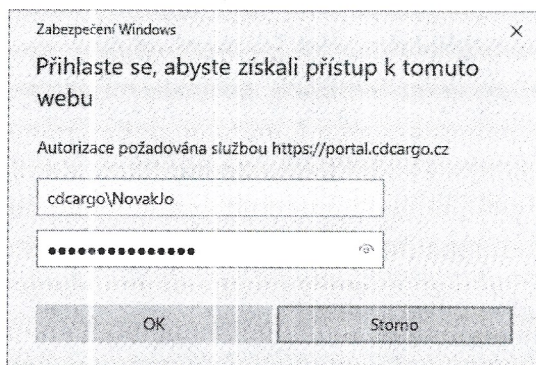 Zabezpečení Windows
Přihlaste se, abyste získali přístup k tomuto
webu
Autorizace požadována službou https://portal.cdcargo.cz
cdcargo\NovakJo
•••••••••••••••
OK
Storno